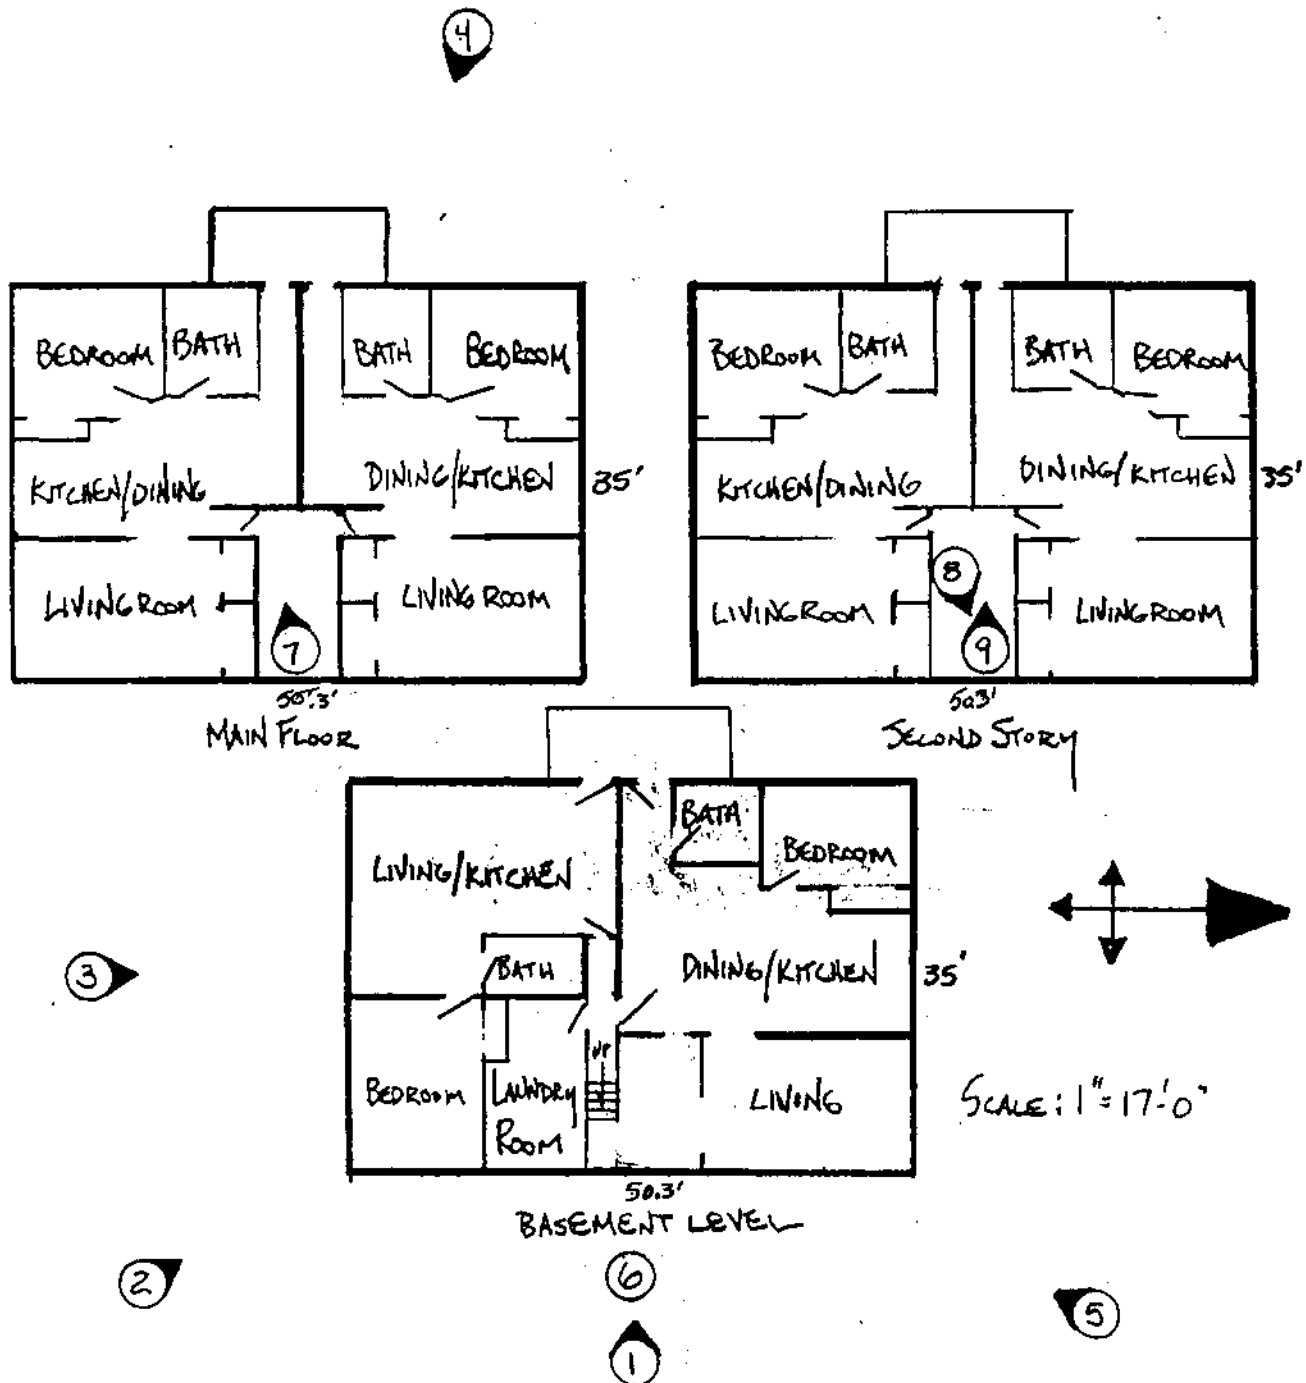 4
BEDROOM BATH BATH BEDROOM
KITCHEN/DINING DINING/KITCHEN 35'
LIVING ROOM LIVING ROOM
7
50.3'
MAIN FLOOR
BEDROOM BATH BATH BEDROOM
KITCHEN/DINING DINING/KITCHEN 35'
8
LIVING ROOM LIVING ROOM
9
50.3'
SECOND STORY
BATH
LIVING/KITCHEN BEDROOM
3 BATH DINING/KITCHEN 35'
UP
BEDROOM LAUNDRY LIVING SCALE: 1"=17'-0"
ROOM
50.3'
BASEMENT LEVEL
2 6 5
1